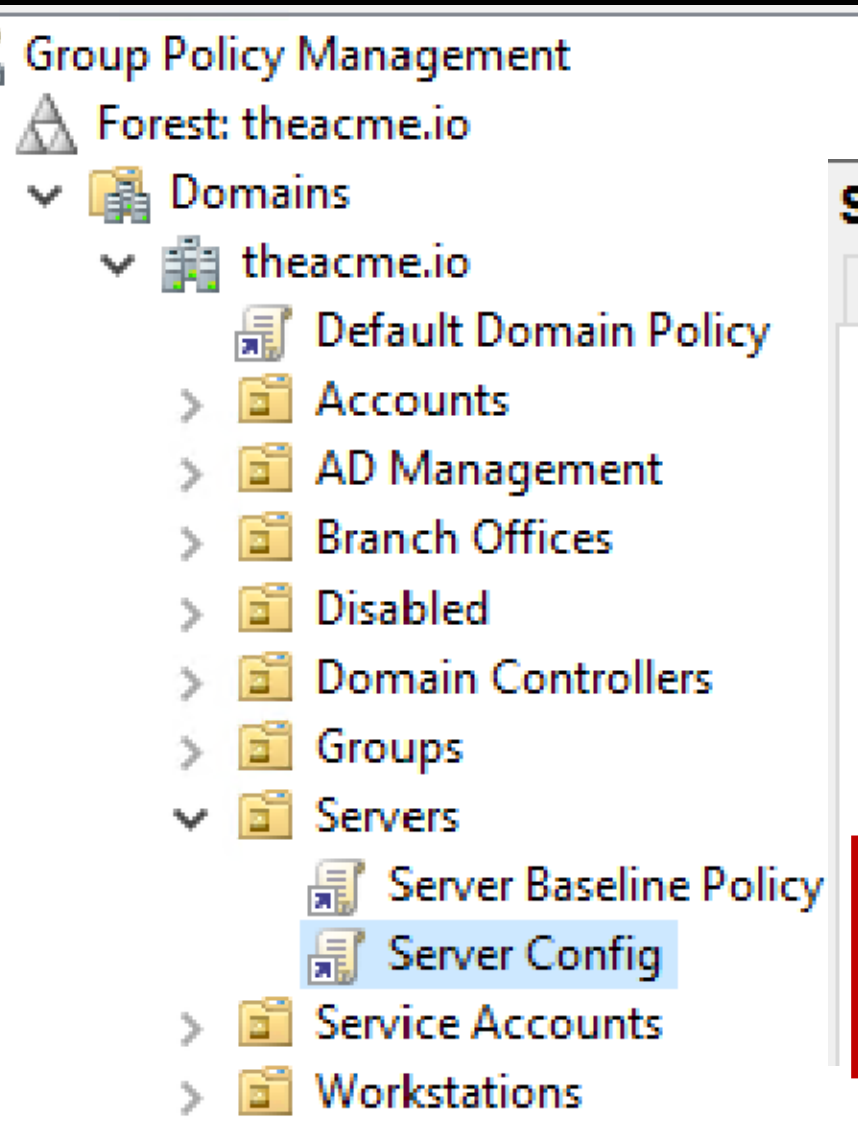 Group Policy Management
Forest: theacme.io
Domains
theacme.io
Default Domain Policy
Accounts
AD Management
Branch Offices
Disabled
Domain Controllers
Groups
Servers
Server Baseline Policy
Server Config
Service Accounts
Workstations